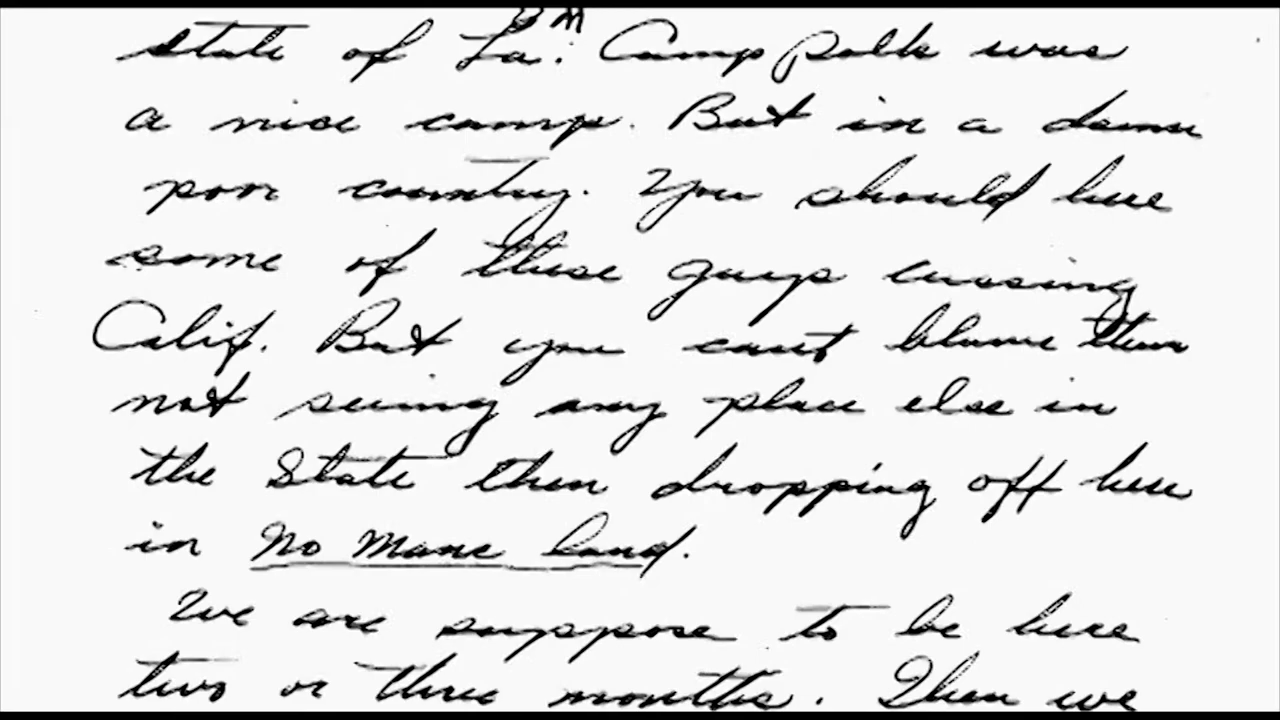 state of La. Camp Polk was
a nice camp. But in a damn
poor country. You should here
some of these guys cussing
Calif. But you cant blame them
not seeing any place else in
the State then dropping off here
in No Mans land.
We are suppose to be here
two or three months. Then we